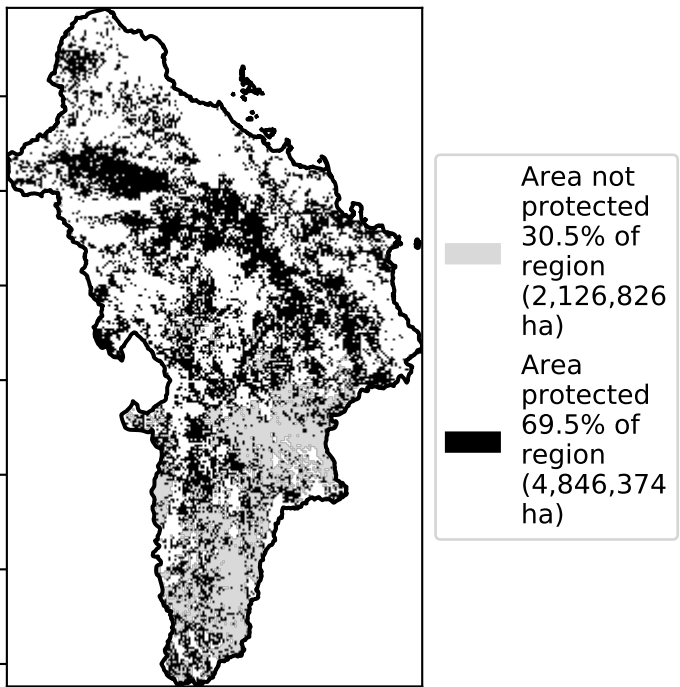 Area not
protected
30.5% of
region
(2,126,826
ha)
Area
protected
69.5% of
region
(4,846,374
ha)